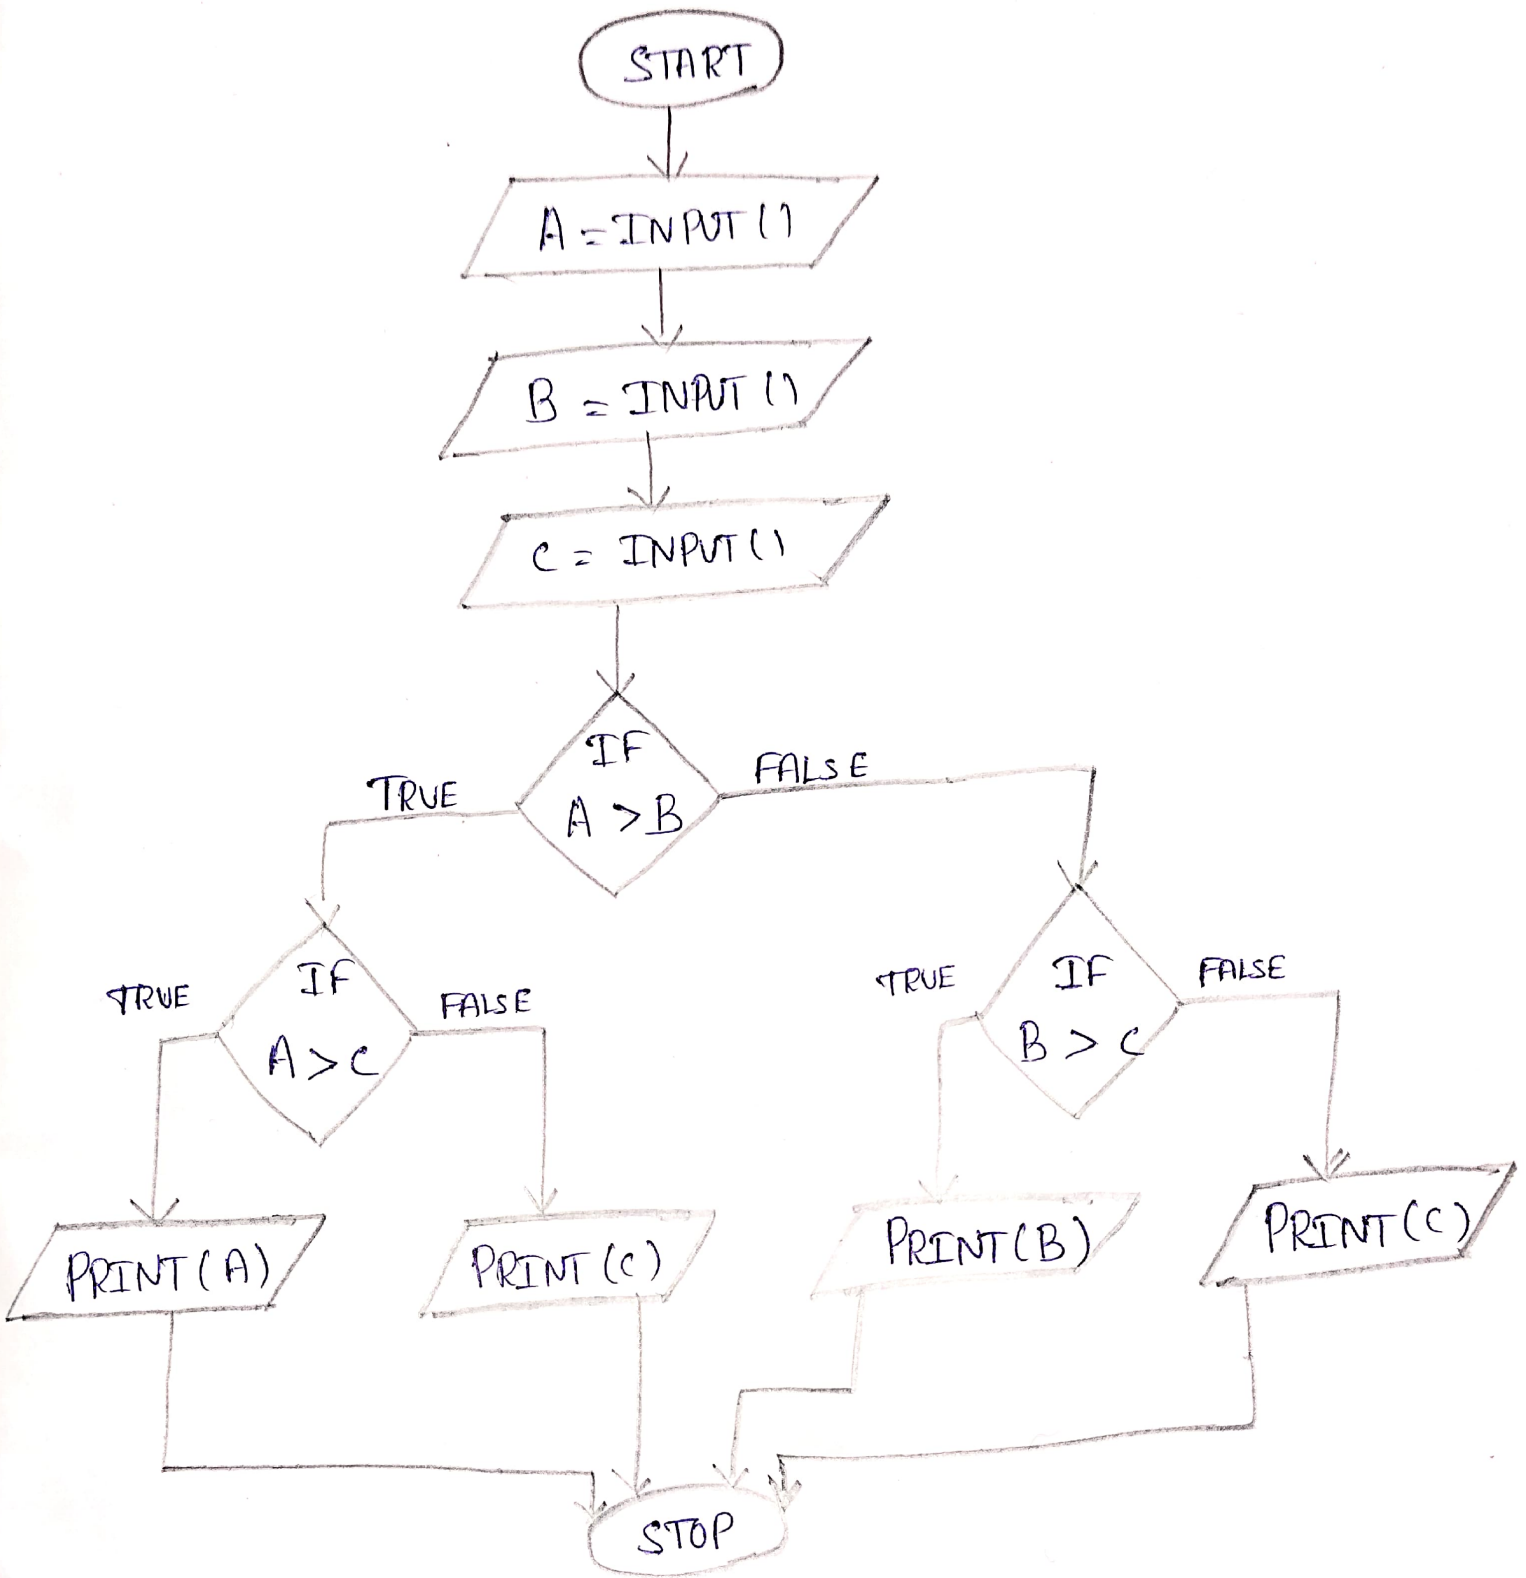 START
A = INPUT ()
B = INPUT ()
C = INPUT ()
IF
A > B
TRUE
FALSE
IF
A > C
TRUE
FALSE
IF
B > C
TRUE
FALSE
PRINT (A)
PRINT (C)
PRINT (B)
PRINT (C)
STOP